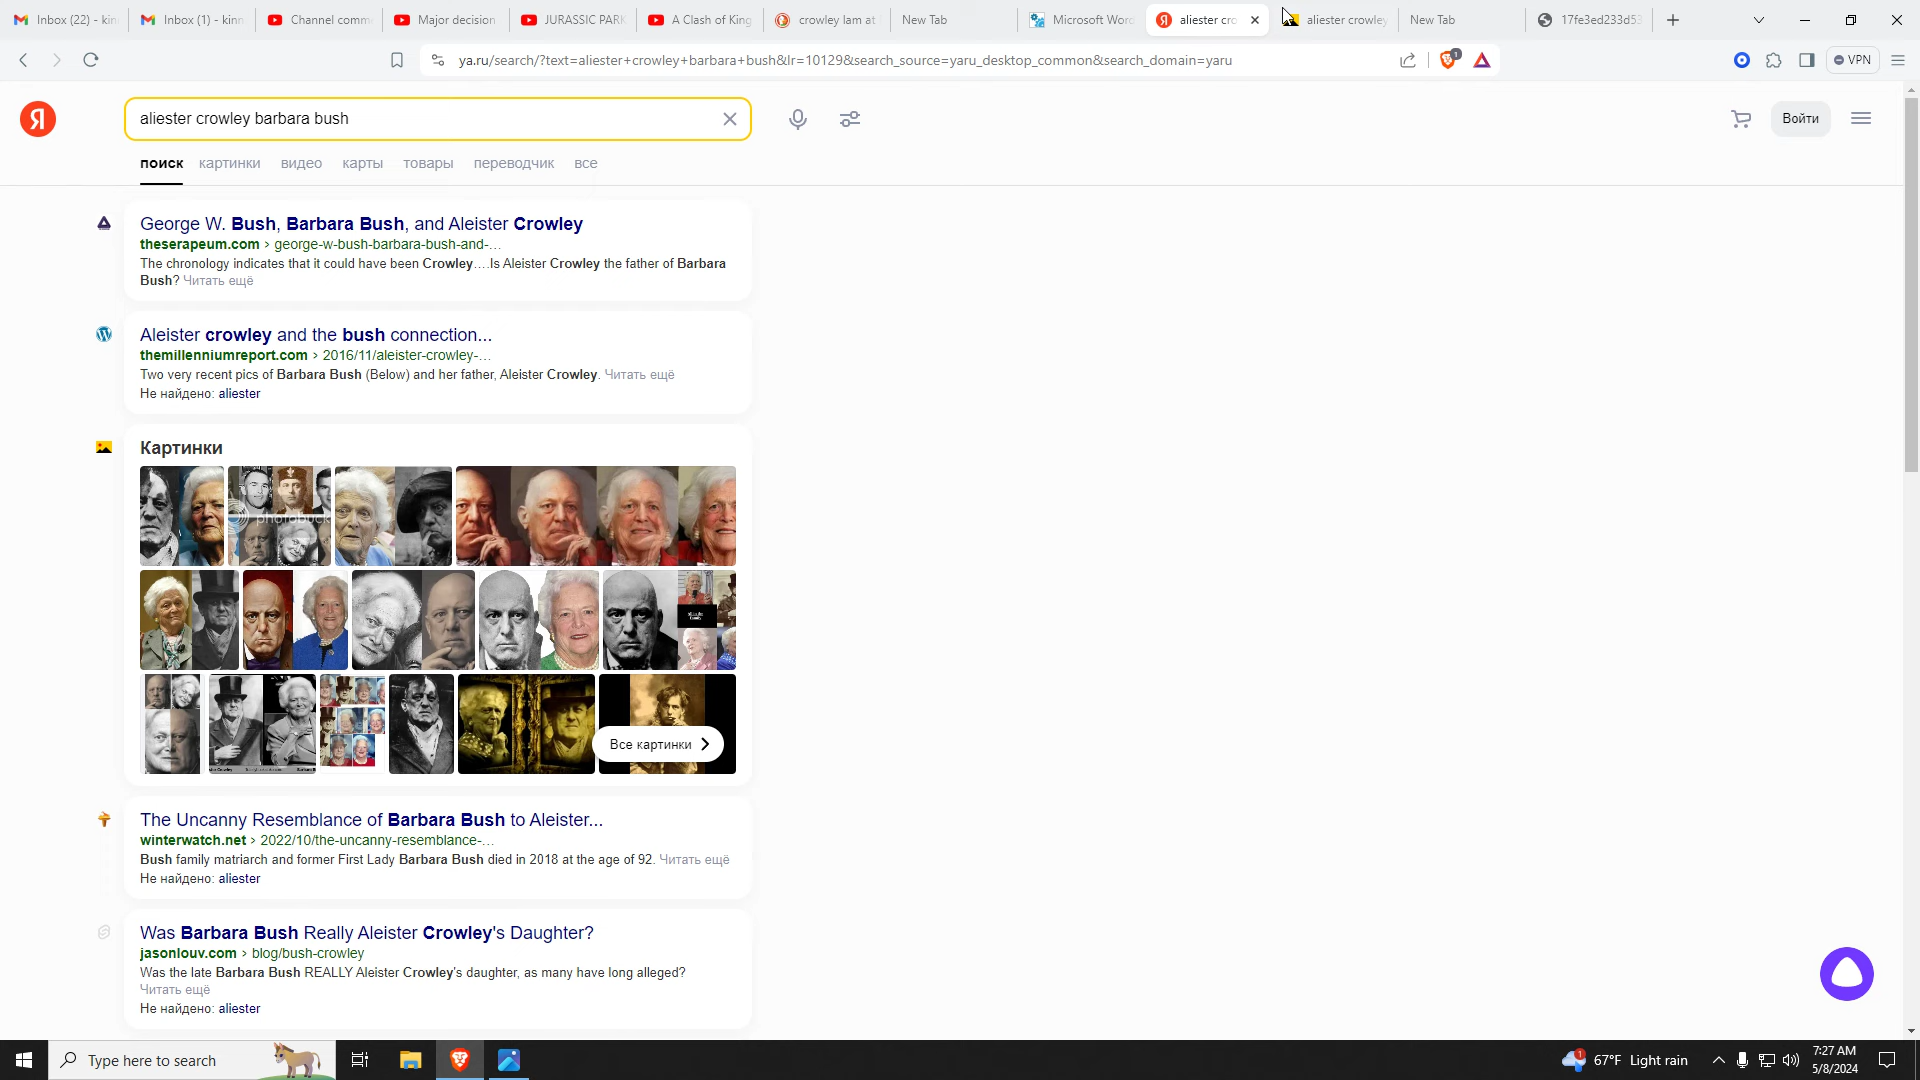 Inbox (22) - kin
Inbox (1) - kinn
Channel comm
Major decision
JURASSIC PARK
A Clash of King
crowley lam at
New Tab
Microsoft Word
aliester cro
aliester crowley
New Tab
17fe3ed233d53
ya.ru/search/?text=aliester+crowley+barbara+bush&lr=10129&search_source=yaru_desktop_common&search_domain=yaru
1
VPN
Я
aliester crowley barbara bush
Войти
поиск картинки видео карты товары переводчик все
George W. Bush, Barbara Bush, and Aleister Crowley
theserapeum.com › george-w-bush-barbara-bush-and-...
The chronology indicates that it could have been Crowley….Is Aleister Crowley the father of Barbara
Bush? Читать ещё
Aleister crowley and the bush connection...
themillenniumreport.com › 2016/11/aleister-crowley-...
Two very recent pics of Barbara Bush (Below) and her father, Aleister Crowley. Читать ещё
Не найдено: aliester
Картинки
Все картинки
The Uncanny Resemblance of Barbara Bush to Aleister...
winterwatch.net › 2022/10/the-uncanny-resemblance-...
Bush family matriarch and former First Lady Barbara Bush died in 2018 at the age of 92. Читать ещё
Не найдено: aliester
Was Barbara Bush Really Aleister Crowley's Daughter?
jasonlouv.com › blog/bush-crowley
Was the late Barbara Bush REALLY Aleister Crowley's daughter, as many have long alleged?
Читать ещё
Не найдено: aliester
Type here to search
1
67°F Light rain
7:27 AM
5/8/2024